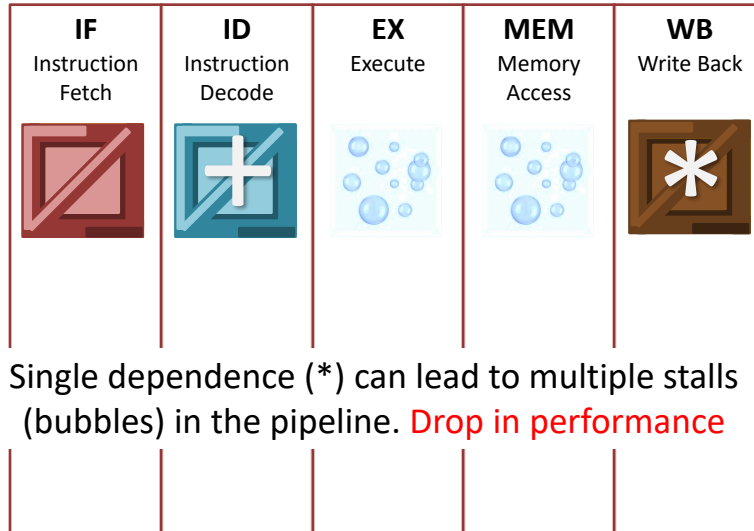 IF
Instruction
Fetch
ID
Instruction
Decode
EX
Execute
MEM
Memory
Access
WB
Write Back
+
*
Single dependence (*) can lead to multiple stalls
(bubbles) in the pipeline. Drop in performance